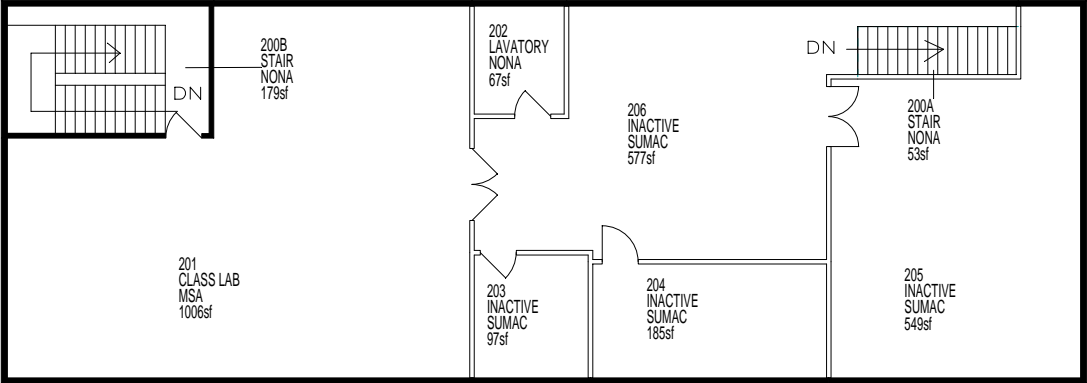 200B
STAIR
NONA
179sf
DN
202
LAVATORY
NONA
67sf
206
INACTIVE
SUMAC
577sf
DN
200A
STAIR
NONA
53sf
201
CLASS LAB
MSA
1006sf
203
INACTIVE
SUMAC
97sf
204
INACTIVE
SUMAC
185sf
205
INACTIVE
SUMAC
549sf